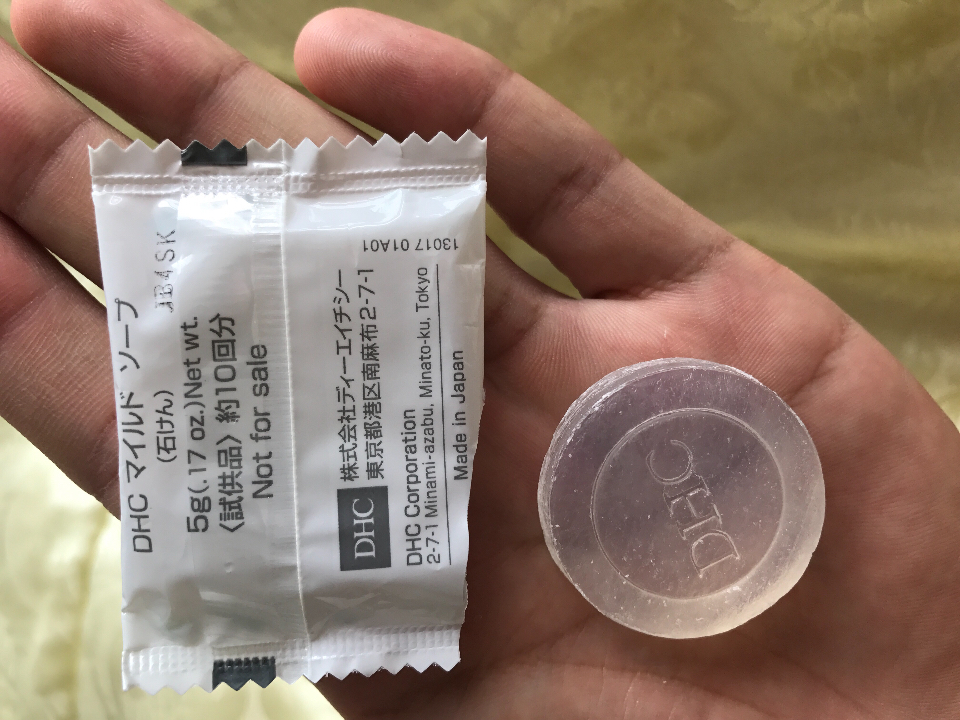 DHC マイルド ソープ
(石けん)
JB4SK
5g(.17 oz.)Net wt.
〈試供品〉約10回分
Not for sale
DHC
株式会社ディーエイチシー
東京都港区南麻布2-7-1
DHC Corporation
2-7-1 Minami-azabu, Minato-ku, Tokyo
Made in Japan
13017 01A01
DHC